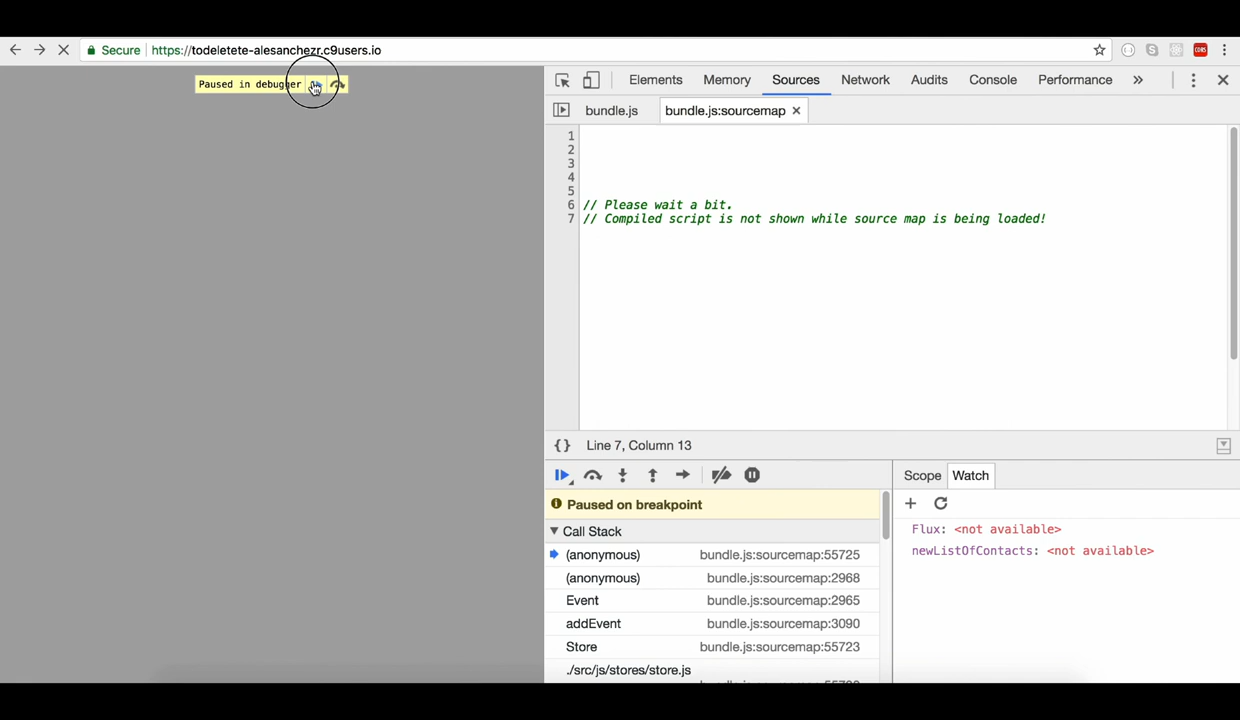 Secure https://todeletete-alesanchezr.c9users.io
Paused in debugger
Elements Memory Sources Network Audits Console Performance »
bundle.js bundle.js:sourcemap ×
1
2
3
4
5
6 // Please wait a bit.
7 // Compiled script is not shown while source map is being loaded!
{} Line 7, Column 13
Scope Watch
Paused on breakpoint
Call Stack
(anonymous) bundle.js:sourcemap:55725
(anonymous) bundle.js:sourcemap:2968
Event bundle.js:sourcemap:2965
addEvent bundle.js:sourcemap:3090
Store bundle.js:sourcemap:55723
./src/js/stores/store.js
Flux: <not available>
newListOfContacts: <not available>